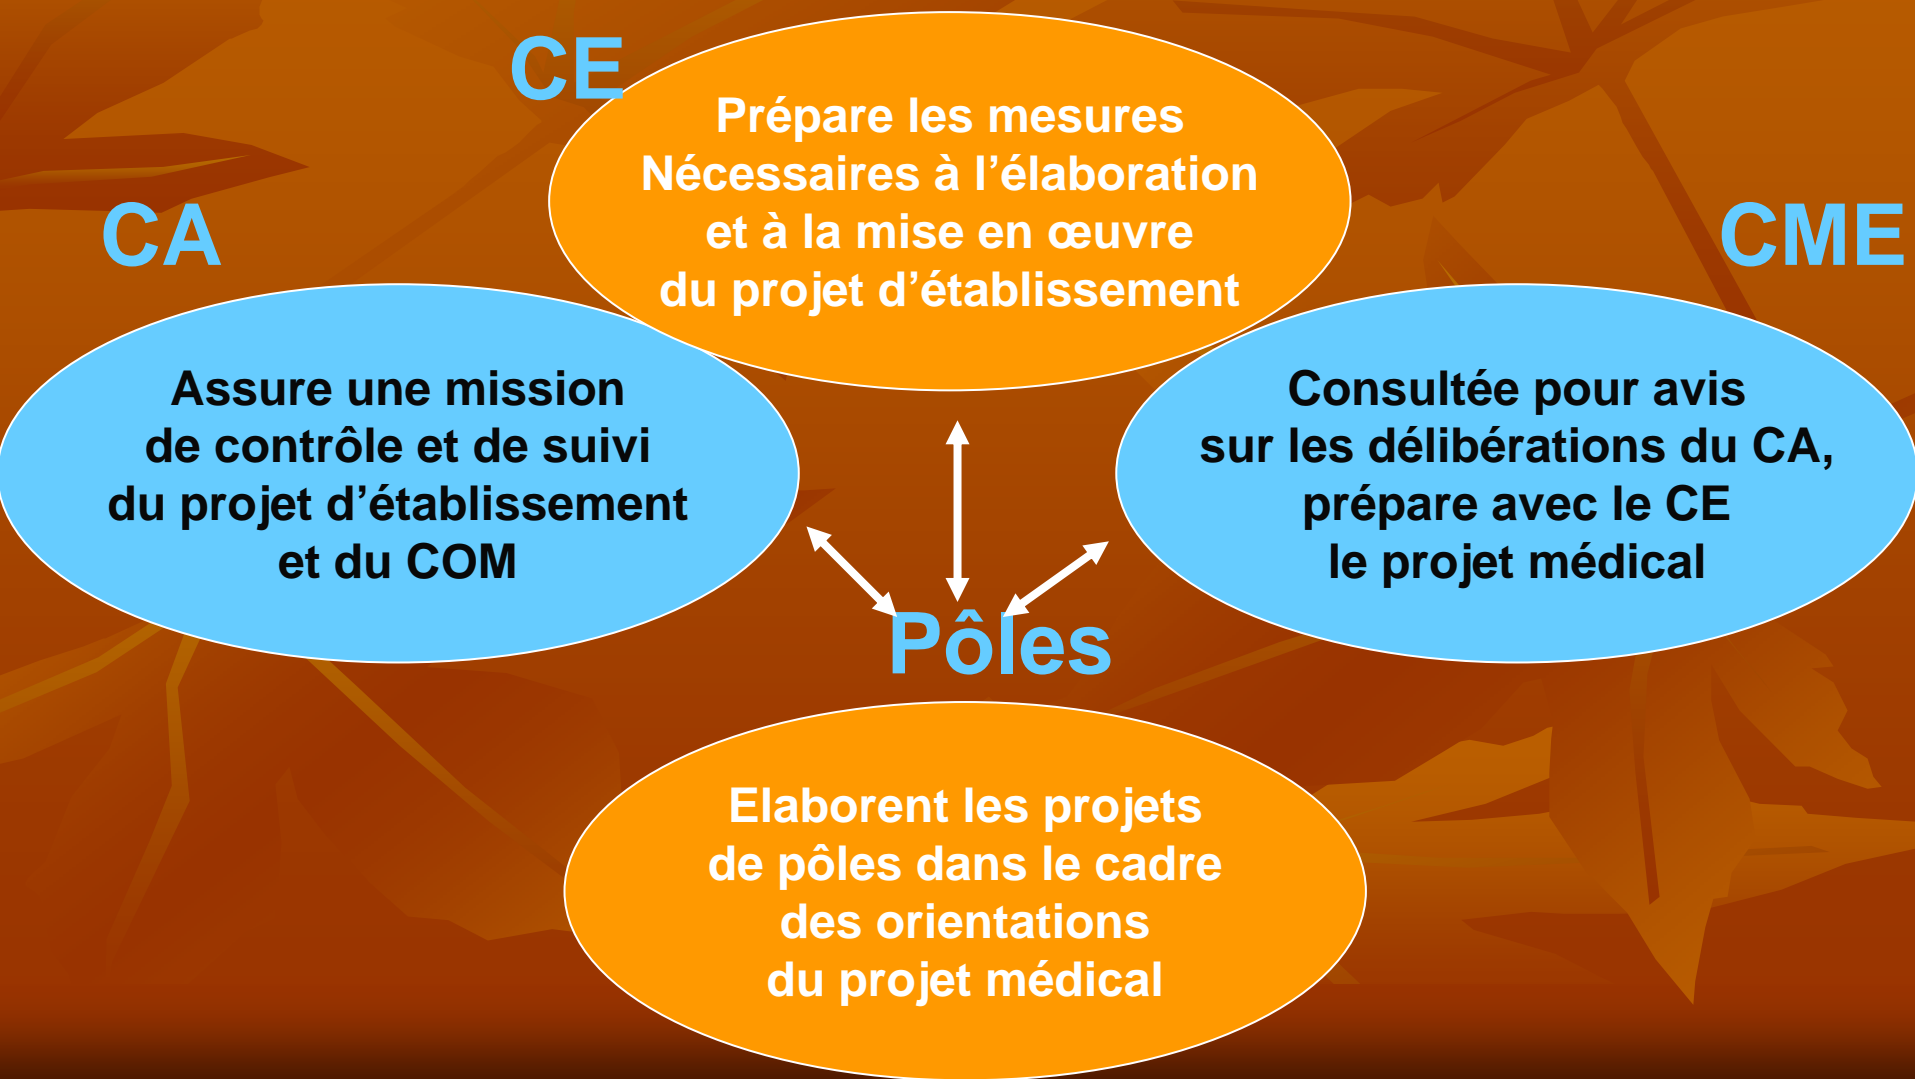 CE
Prépare les mesures
Nécessaires à l’élaboration
et à la mise en œuvre
du projet d’établissement
CA
Assure une mission
de contrôle et de suivi
du projet d’établissement
et du COM
CME
Consultée pour avis
sur les délibérations du CA,
prépare avec le CE
le projet médical
Pôles
Elaborent les projets
de pôles dans le cadre
des orientations
du projet médical